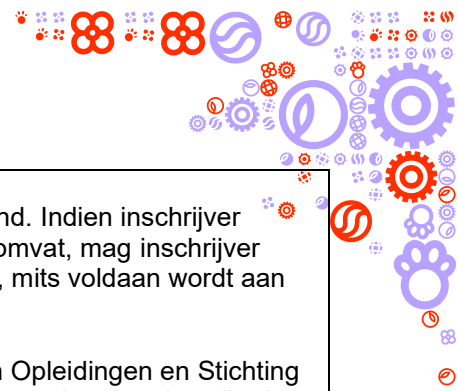 nd. Indien inschrijver
omvat, mag inschrijver
, mits voldaan wordt aan
Opleidingen en Stichting